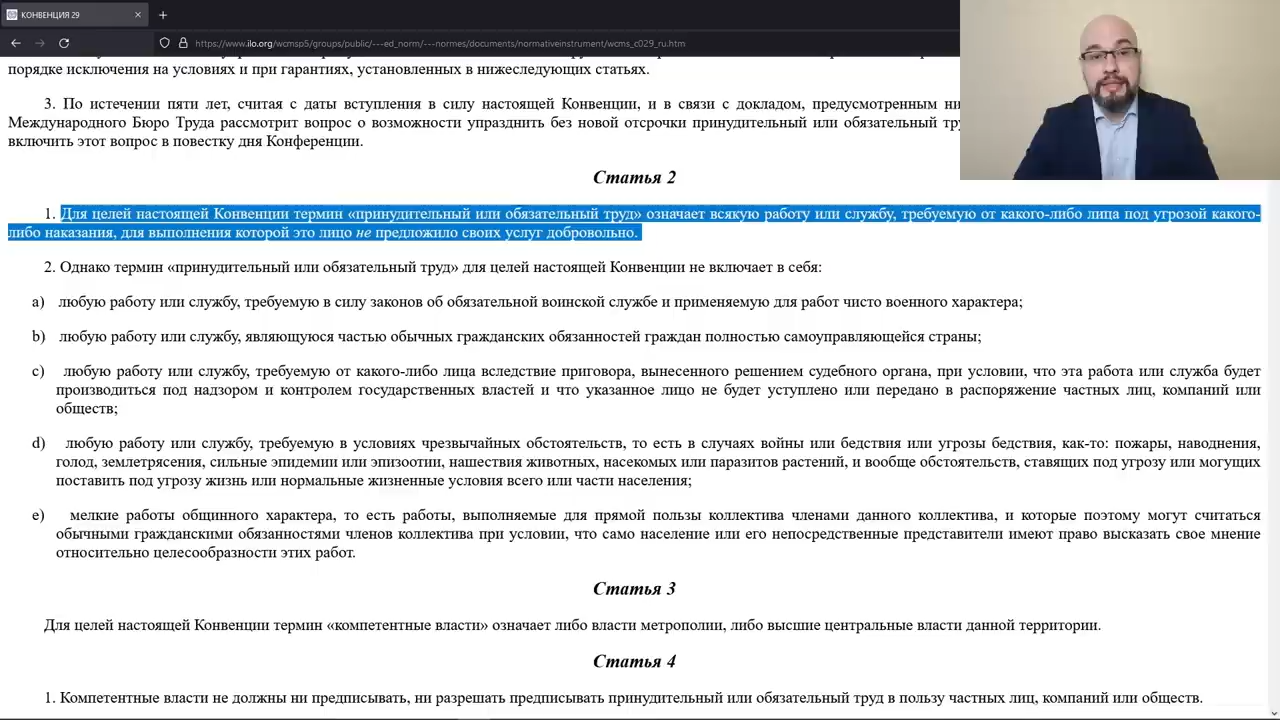 КОНВЕНЦИЯ 29
https://www.ilo.org/wcmsp5/groups/public/---ed_norm/---normes/documents/normativeinstrument/wcms_c029_ru.htm
порядке исключения на условиях и при гарантиях, установленных в нижеследующих статьях.
3. По истечении пяти лет, считая с даты вступления в силу настоящей Конвенции, и в связи с докладом, предусмотренным
Международного Бюро Труда рассмотрит вопрос о возможности упразднить без новой отсрочки принудительный или обязательный
включить этот вопрос в повестку дня Конференции.
Статья 2
1. Для целей настоящей Конвенции термин «принудительный или обязательный труд» означает всякую работу или службу, требуемую от какого-либо лица под угрозой какого-
либо наказания, для выполнения которой это лицо не предложило своих услуг добровольно.
2. Однако термин «принудительный или обязательный труд» для целей настоящей Конвенции не включает в себя:
a) любую работу или службу, требуемую в силу законов об обязательной воинской службе и применяемую для работ чисто военного характера;
b) любую работу или службу, являющуюся частью обычных гражданских обязанностей граждан полностью самоуправляющейся страны;
c) любую работу или службу, требуемую от какого-либо лица вследствие приговора, вынесенного решением судебного органа, при условии, что эта работа или служба будет
производиться под надзором и контролем государственных властей и что указанное лицо не будет уступлено или передано в распоряжение частных лиц, компаний или
обществ;
d) любую работу или службу, требуемую в условиях чрезвычайных обстоятельств, то есть в случаях войны или бедствия или угрозы бедствия, как-то: пожары, наводнения,
голод, землетрясения, сильные эпидемии или эпизоотии, нашествия животных, насекомых или паразитов растений, и вообще обстоятельств, ставящих под угрозу или могущих
поставить под угрозу жизнь или нормальные жизненные условия всего или части населения;
e) мелкие работы общинного характера, то есть работы, выполняемые для прямой пользы коллектива членами данного коллектива, и которые поэтому могут считаться
обычными гражданскими обязанностями членов коллектива при условии, что само население или его непосредственные представители имеют право высказать свое мнение
относительно целесообразности этих работ.
Статья 3
Для целей настоящей Конвенции термин «компетентные власти» означает либо власти метрополии, либо высшие центральные власти данной территории.
Статья 4
1. Компетентные власти не должны ни предписывать, ни разрешать предписывать принудительный или обязательный труд в пользу частных лиц, компаний или обществ.